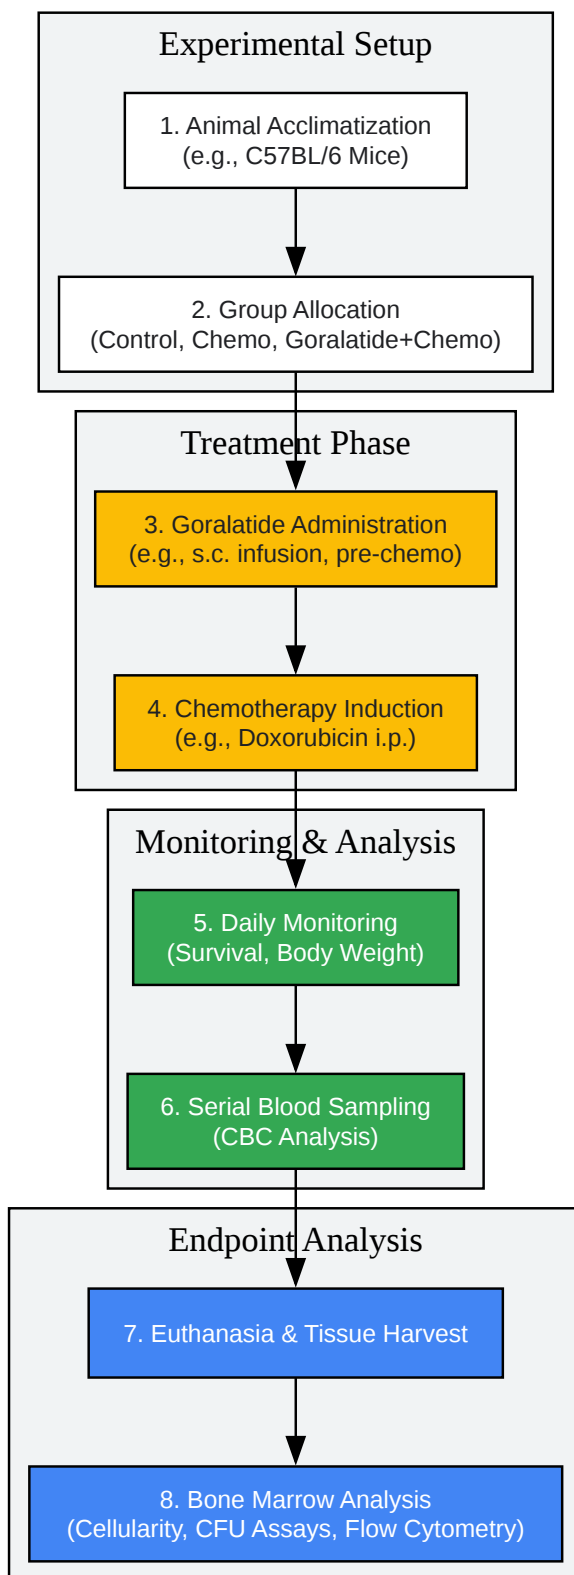 Experimental Setup
1. Animal Acclimatization
(e.g., C57BL/6 Mice)
2. Group Allocation
(Control, Chemo, Goralatide+Chemo)
Treatment Phase
3. Goralatide Administration
(e.g., s.c. infusion, pre-chemo)
4. Chemotherapy Induction
(e.g., Doxorubicin i.p.)
Monitoring & Analysis
5. Daily Monitoring
(Survival, Body Weight)
6. Serial Blood Sampling
(CBC Analysis)
Endpoint Analysis
7. Euthanasia & Tissue Harvest
8. Bone Marrow Analysis
(Cellularity, CFU Assays, Flow Cytometry)